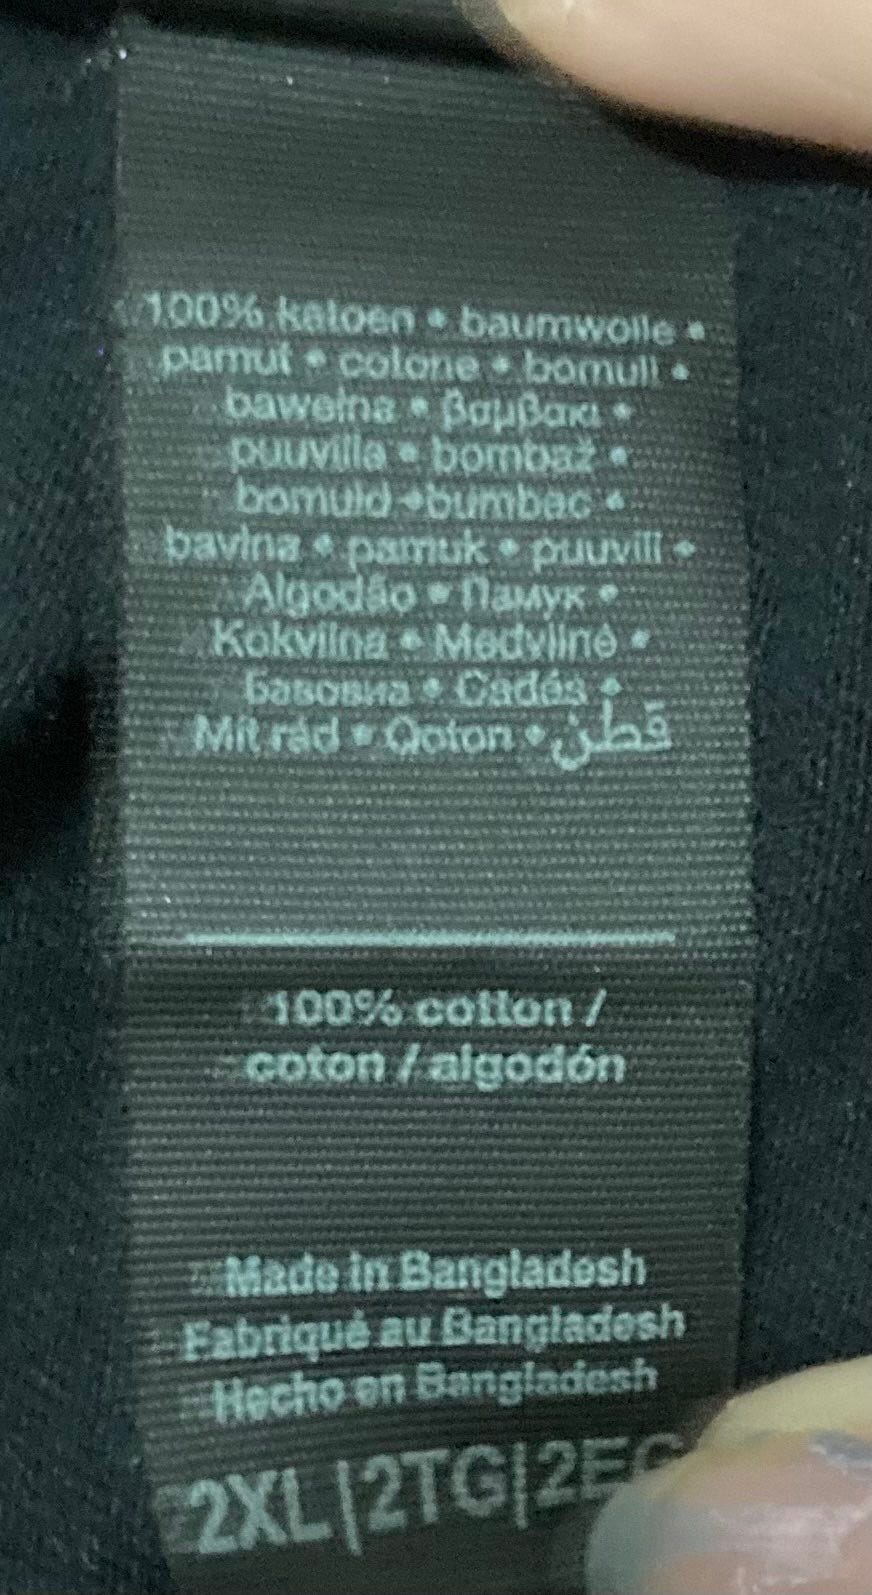 100% katoen • baumwolle •
pamut • cotone • bomull •
bawełna • βαμβακι •
puuvilla • bombaž •
bomuld • bumbac •
bavlna • pamuk • puuvill •
Algodão • Памук •
Kokvilna • Medvilnė •
Бавовна • Cadás •
Mit rád • Qoton • قطن
100% cotton /
coton / algodón
Made in Bangladesh
Fabriqué au Bangladesh
Hecho en Bangladesh
2XL|2TG|2EG